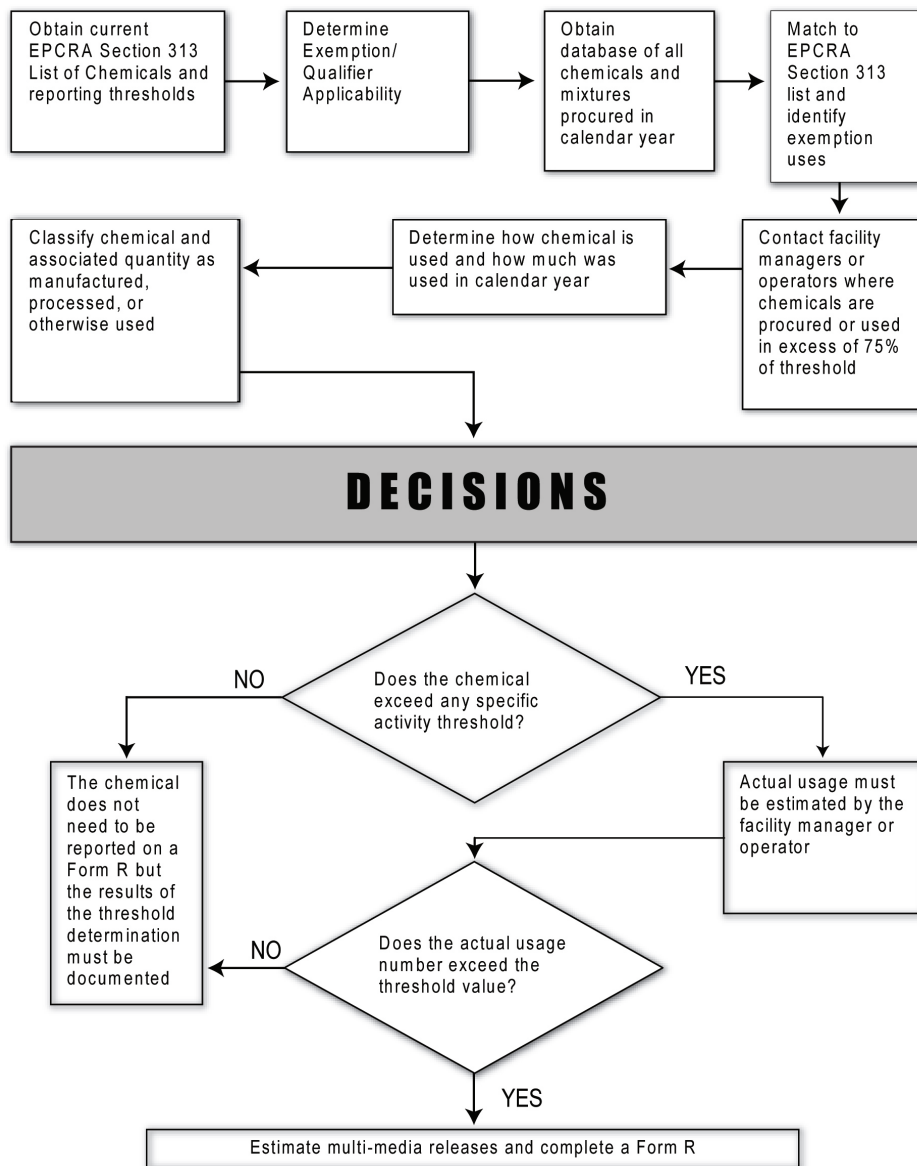 Obtain current
EPCRA Section 313
List of Chemicals and
reporting thresholds
Determine
Exemption/
Qualifier
Applicability
Obtain
database of all
chemicals and
mixtures
procured in
calendar year
Match to
EPCRA
Section 313
list and
identify
exemption
uses
Contact facility
managers or
operators where
chemicals are
procured or used
in excess of 75%
of threshold
Determine how chemical is
used and how much was
used in calendar year
Classify chemical and
associated quantity as
manufactured,
processed, or
otherwise used
DECISIONS
Does the chemical
exceed any specific
activity threshold?
NO
YES
The chemical
does not
need to be
reported on a
Form R but
the results of
the threshold
determination
must be
documented
Actual usage must
be estimated by the
facility manager or
operator
Does the actual usage
number exceed the
threshold value?
NO
YES
Estimate multi-media releases and complete a Form R